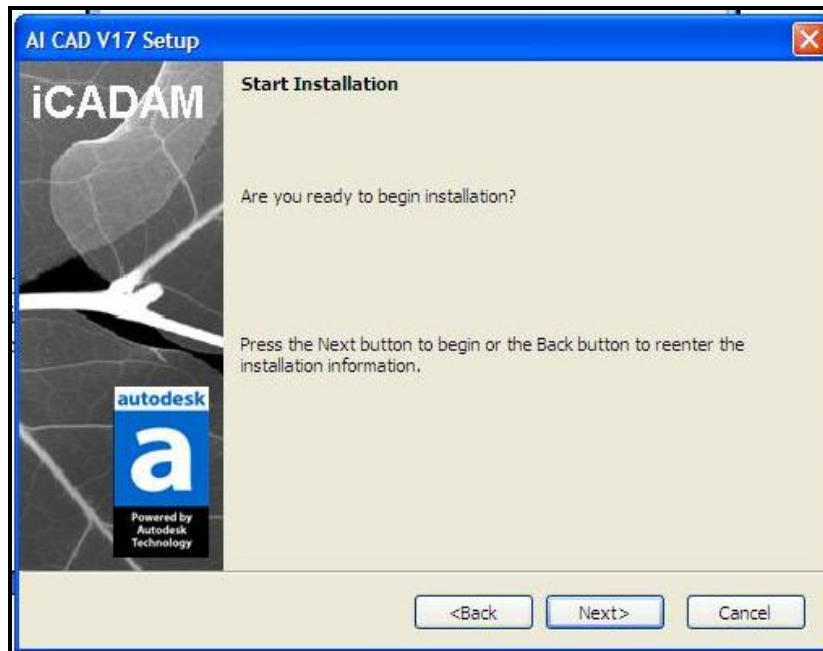 AI CAD V17 Setup
iCADAM
Start Installation
Are you ready to begin installation?
Press the Next button to begin or the Back button to reenter the
installation information.
autodesk
a
Powered by
Autodesk
Technology
<Back
Next>
Cancel